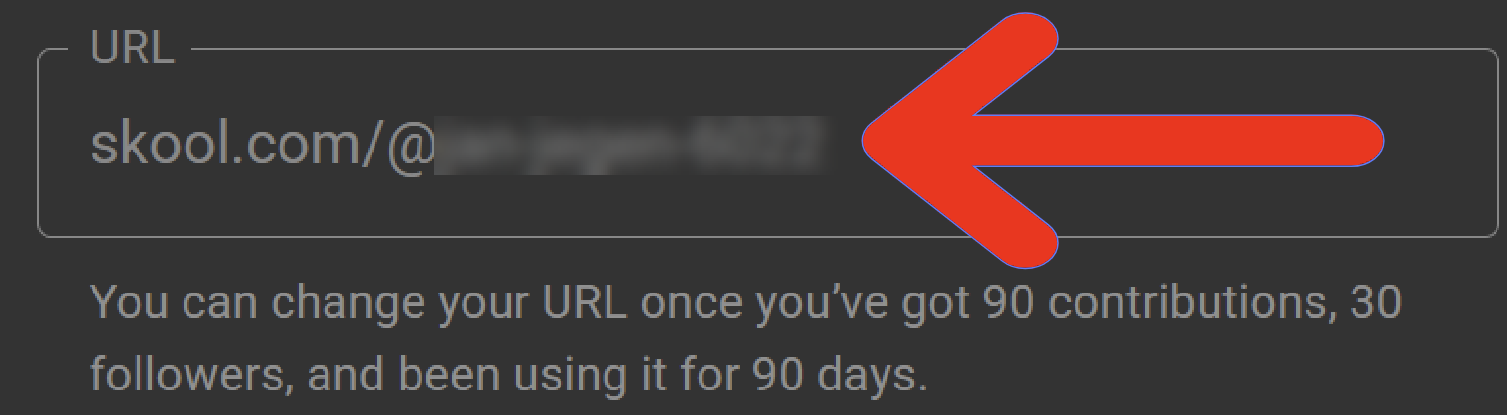 URL
skool.com/@
You can change your URL once you’ve got 90 contributions, 30
followers, and been using it for 90 days.